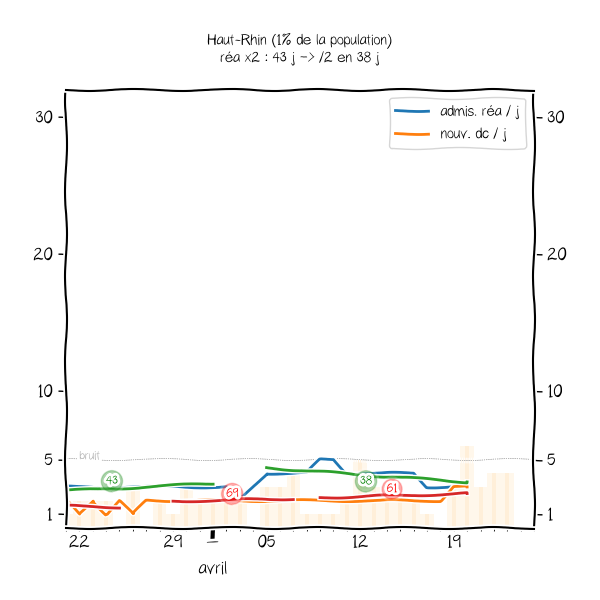 Haut-Rhin (1% de la population)
réa x2 : 43 j -> /2 en 38 j
admis. réa / j
nouv. dc / j
30 30
20 20
10 10
5 bruit 5
43 69 38 61
1 1
22 29 1 05 12 19
avril